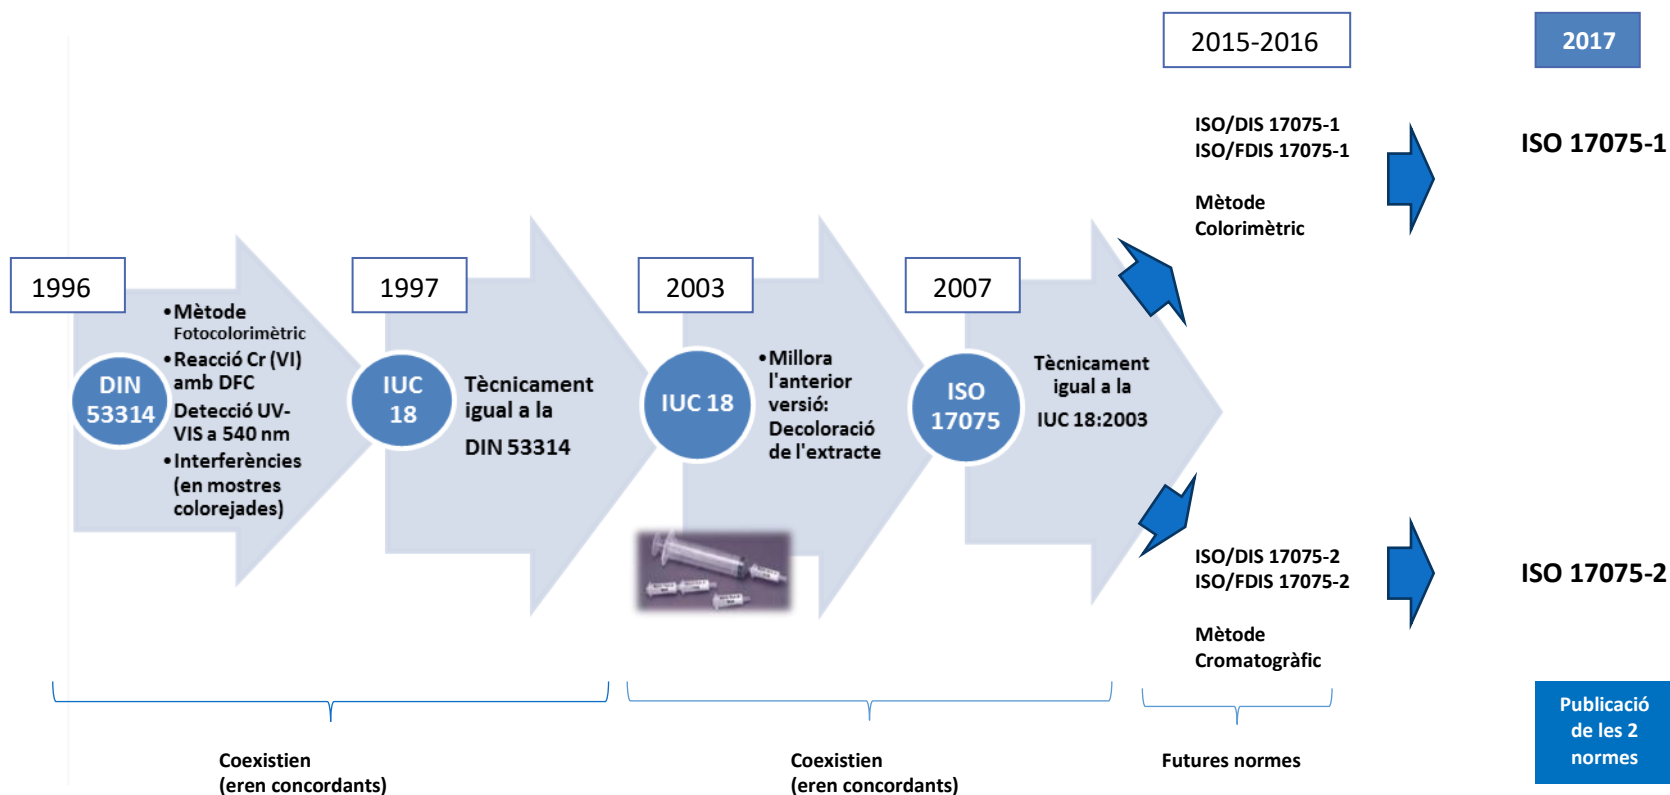 2015-2016
2017
ISO/DIS 17075-1
ISO/FDIS 17075-1
Mètode
Colorimètric
ISO 17075-1
1996
DIN
53314
•Mètode
Fotocolorimètric
•Reacció Cr (VI)
amb DFC
Detecció UV-
VIS a 540 nm
•Interferències
(en mostres
colorejades)
1997
IUC
18
Tècnicament
igual a la
DIN 53314
2003
IUC 18
•Millora
l'anterior
versió:
Decoloració
de l'extracte
2007
ISO
17075
Tècnicament
igual a la
IUC 18:2003
ISO/DIS 17075-2
ISO/FDIS 17075-2
Mètode
Cromatogràfic
ISO 17075-2
Coexistien
(eren concordants)
Coexistien
(eren concordants)
Futures normes
Publicació
de les 2
normes